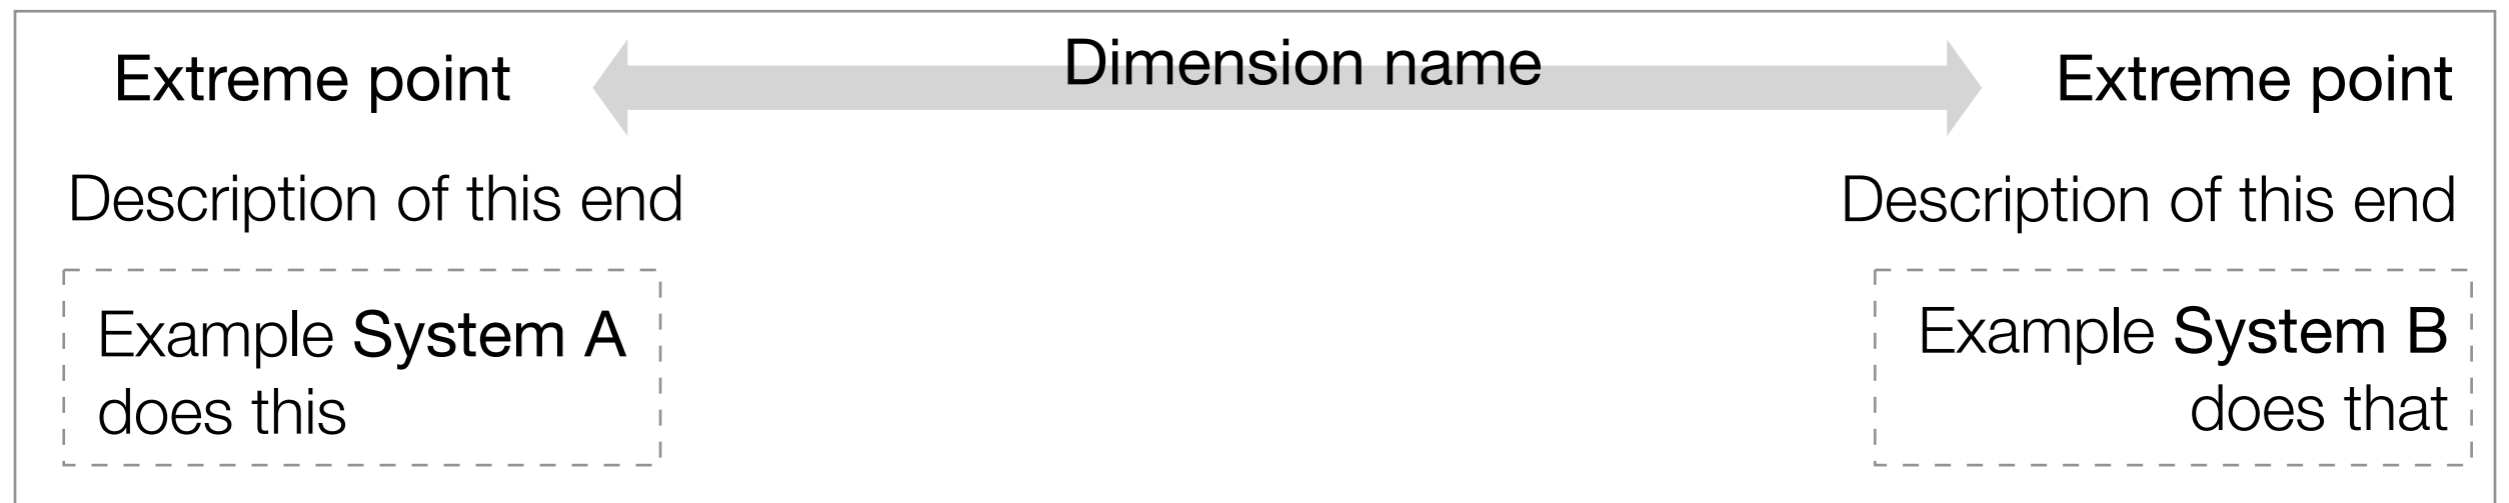 Extreme point
Dimension name
Extreme point
Description of this end
Description of this end
Example System A
does this
Example System B
does that